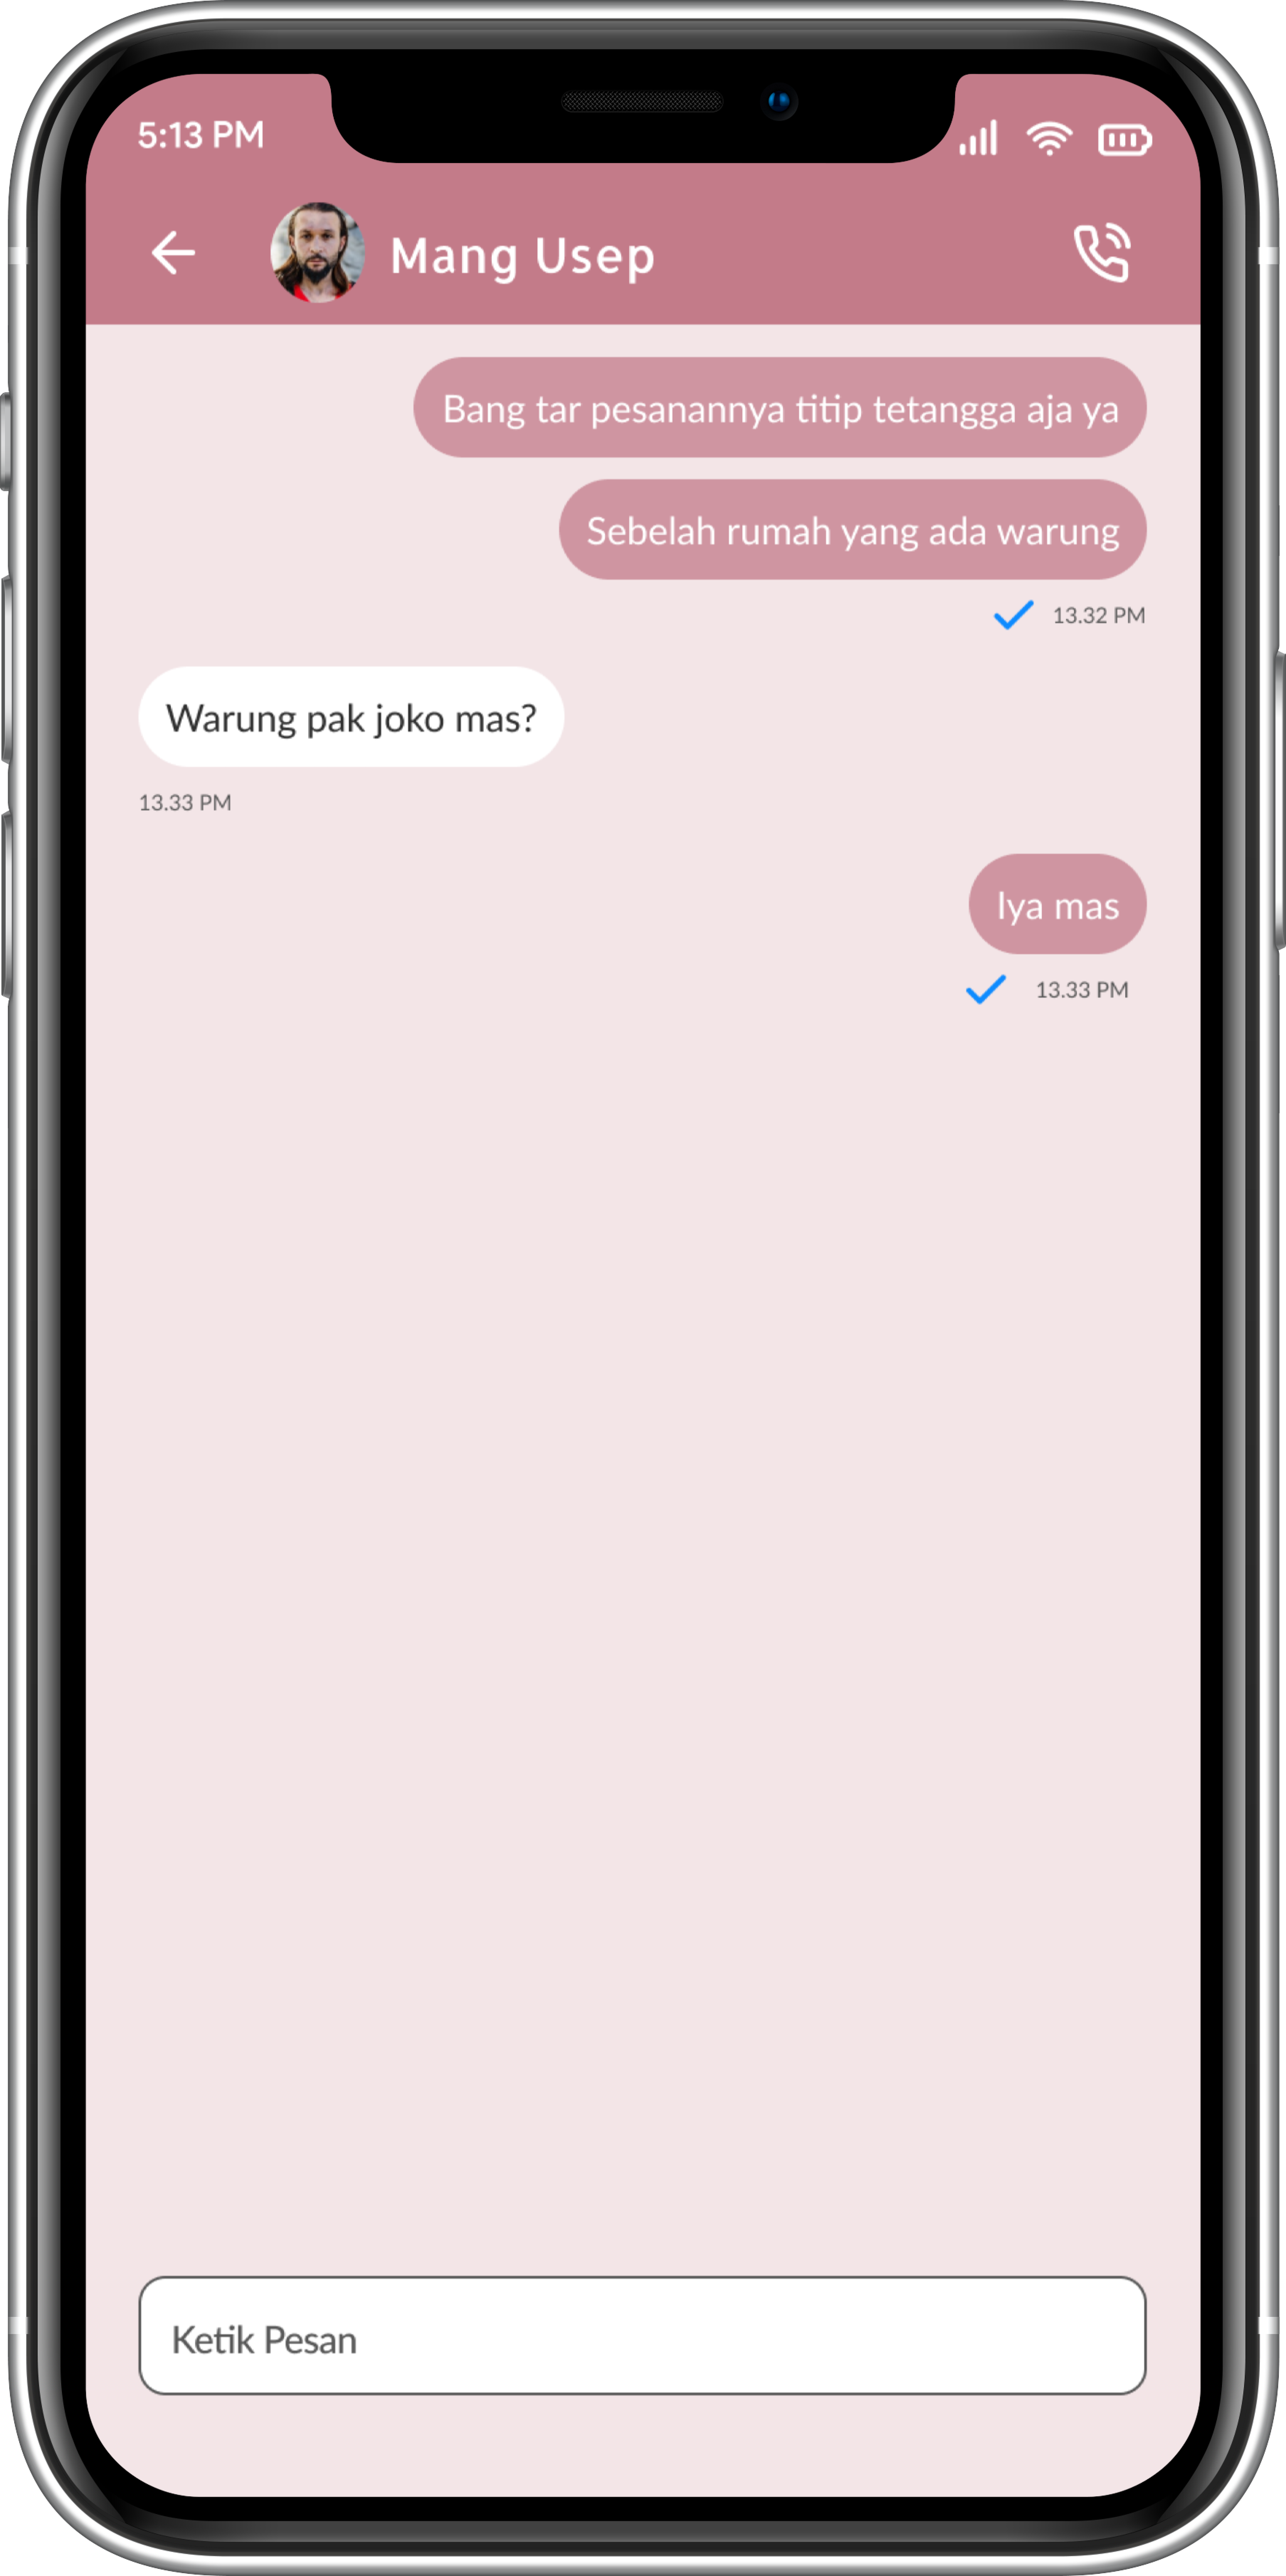 5:13 PM
Mang Usep
Bang tar pesanannya titip tetangga aja ya
Sebelah rumah yang ada warung
13.32 PM
Warung pak joko mas?
13.33 PM
Iya mas
13.33 PM
Ketik Pesan